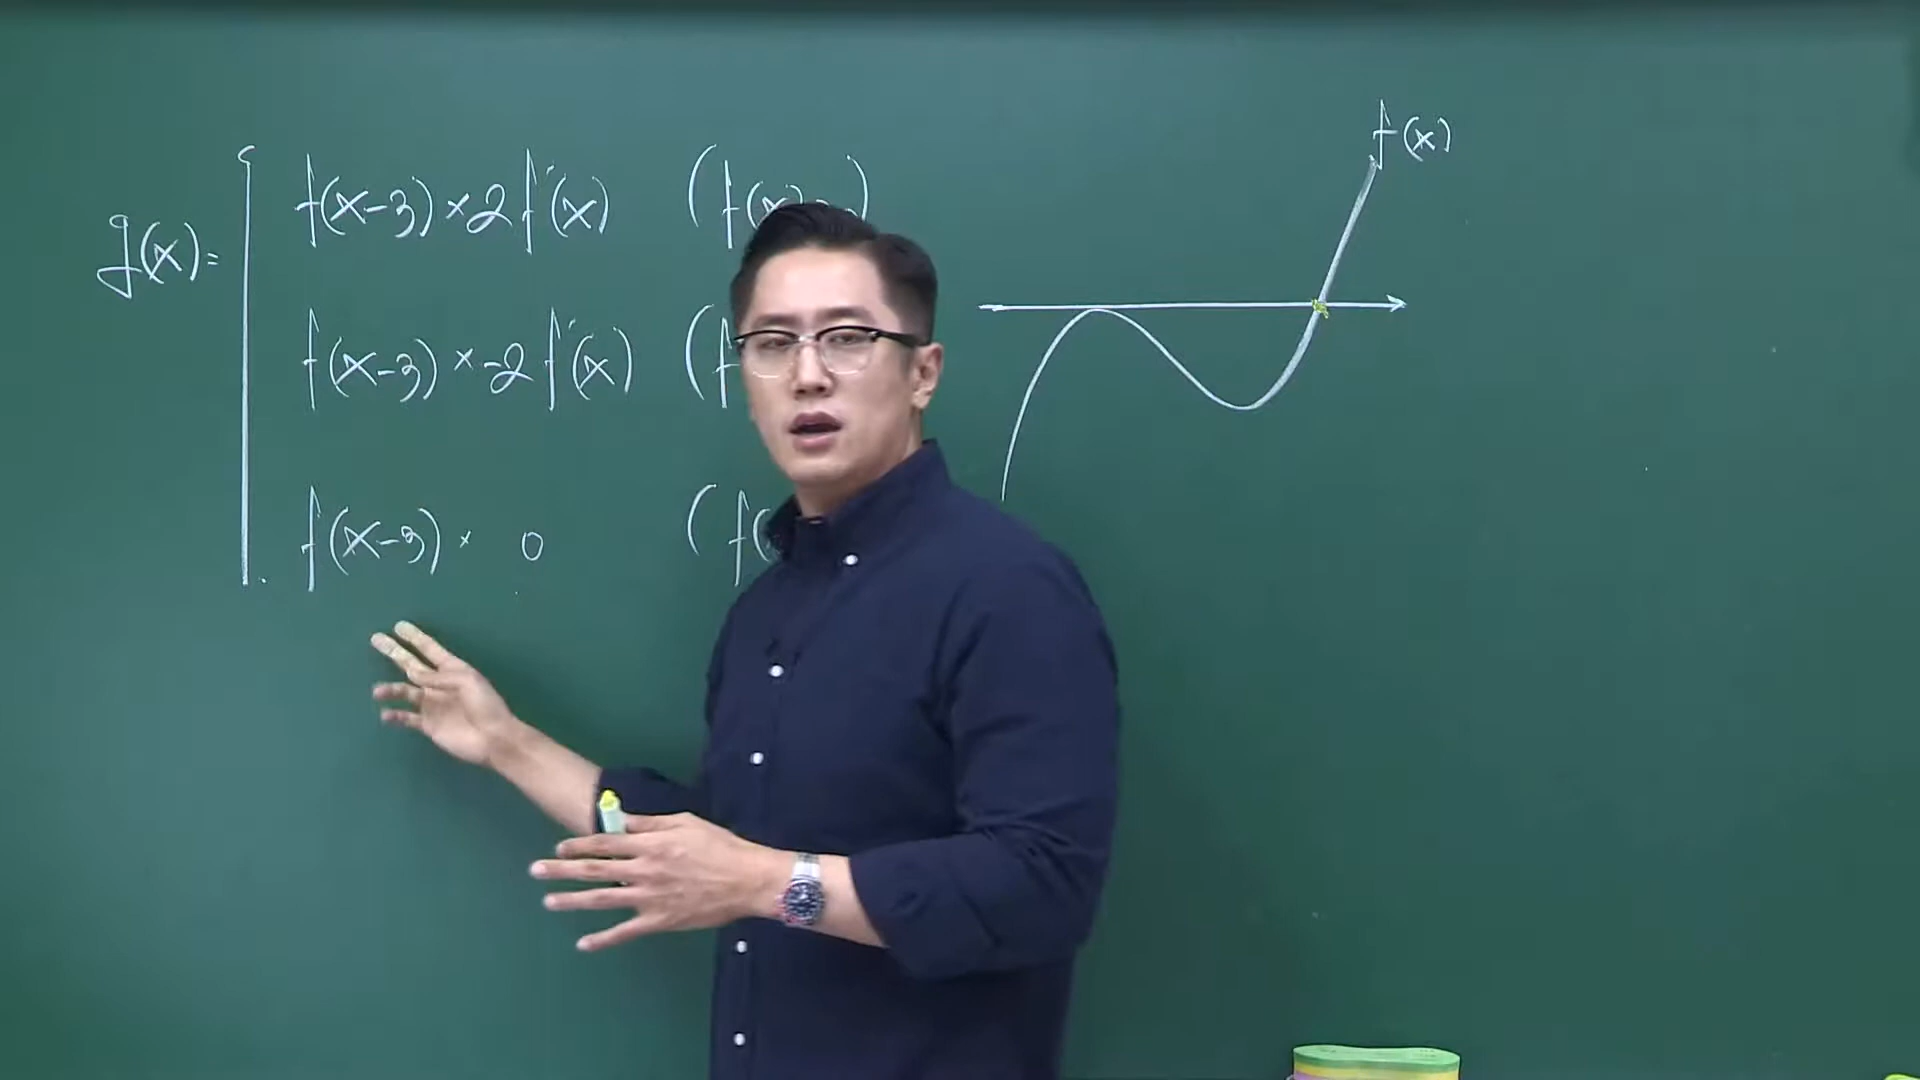 g(x)=
f(x-3)×2f'(x) (f(x)
f(x-3)×-2f'(x) (f
f(x-3)× 0 (f(
f(x)